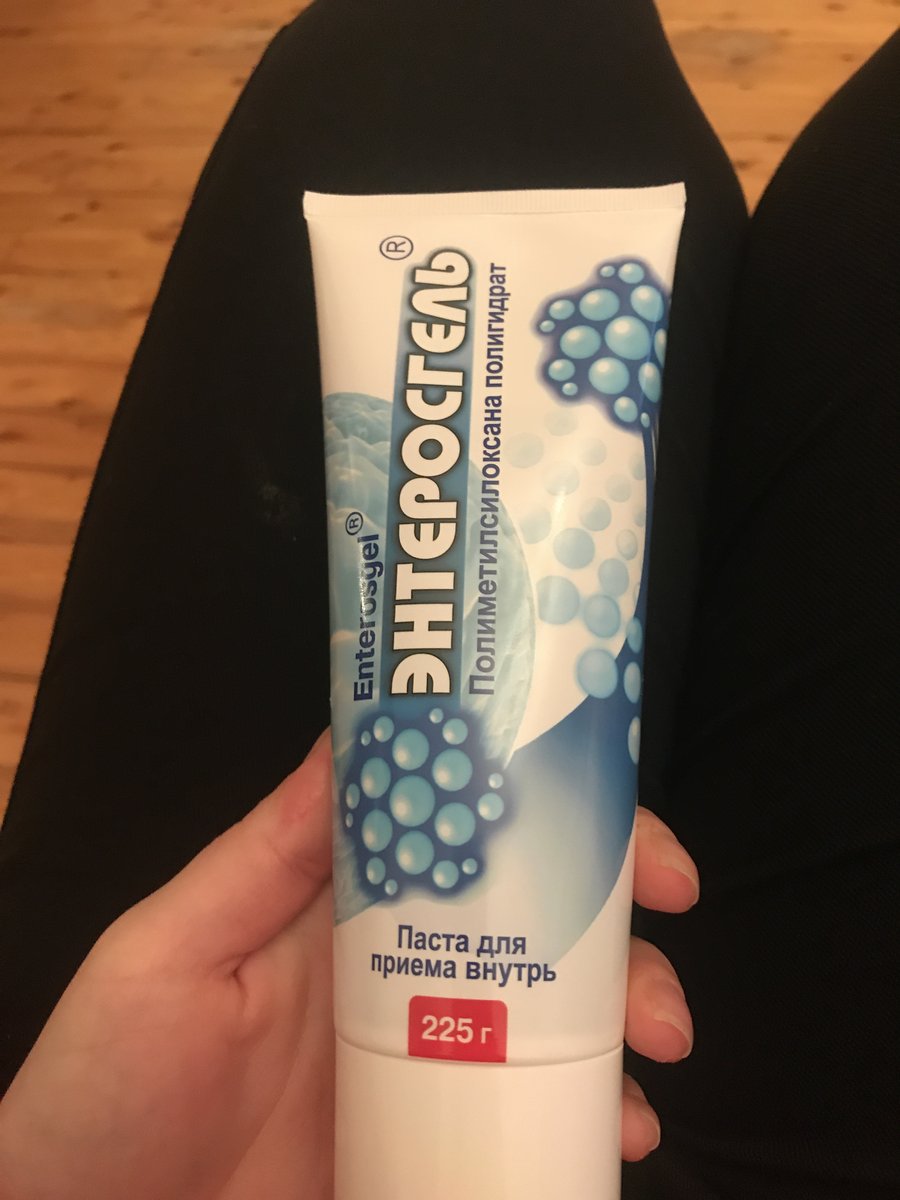 Enterosgel®
ЭНТЕРОСГЕЛЬ®
Полиметилсилоксана полигидрат
Паста для
приема внутрь
225 г